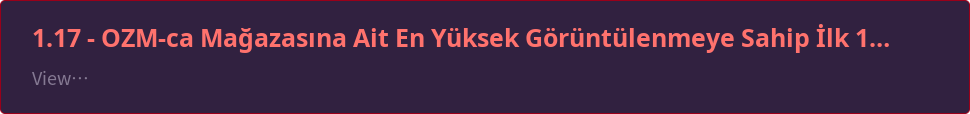 1.17 - OZM-ca Mağazasına Ait En Yüksek Görüntülenmeye Sahip İlk 1...
View...